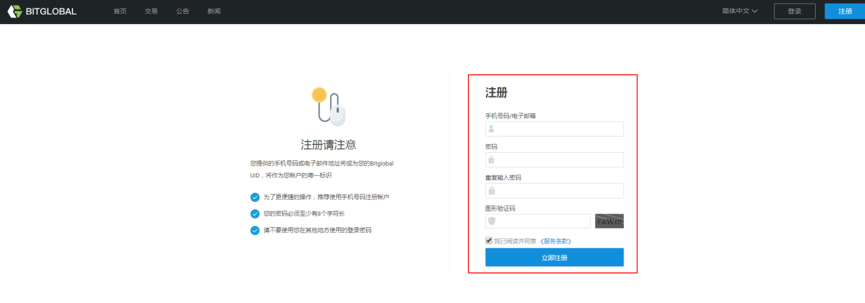 BITGLOBAL 首页 交易 公告 新闻 简体中文 登录 注册
注册请注意
您提供的手机号码或电子邮件地址将成为您的Bitglobal
UID，将作为您帐户的唯一标识
为了更便捷的操作，推荐使用手机号码注册帐户
您的密码必须至少有8个字符长
请不要使用您在其他地方使用的登录密码
注册
手机号码/电子邮箱
密码
重复输入密码
图形验证码
我已阅读并同意 《服务条款》
立即注册